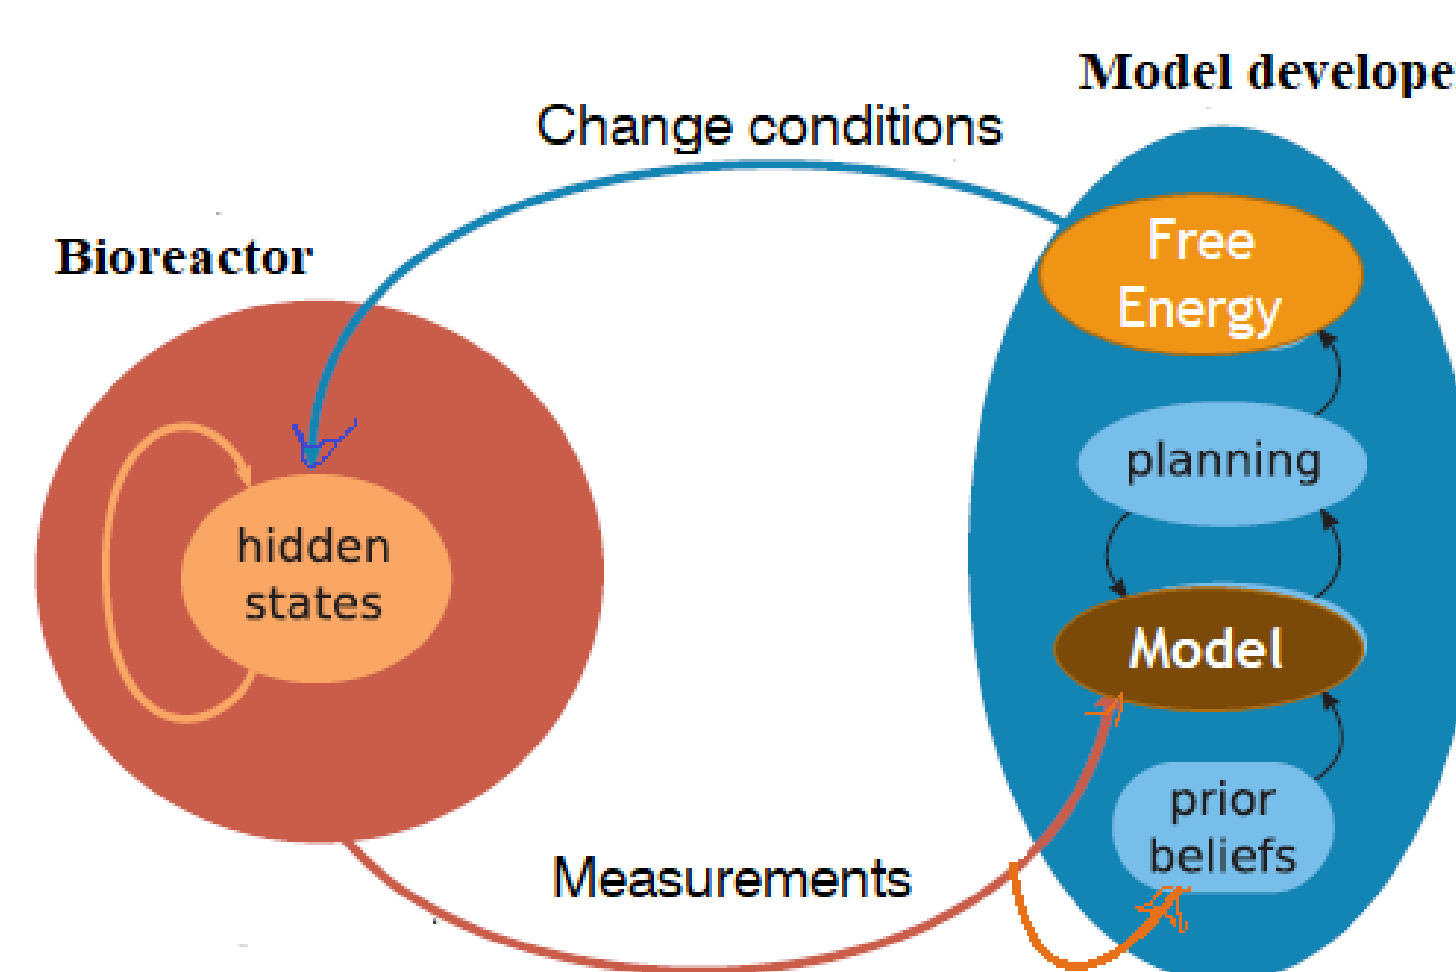 Model develope
Change conditions
Bioreactor
Free
Energy
planning
hidden
states
Model
prior
beliefs
Measurements